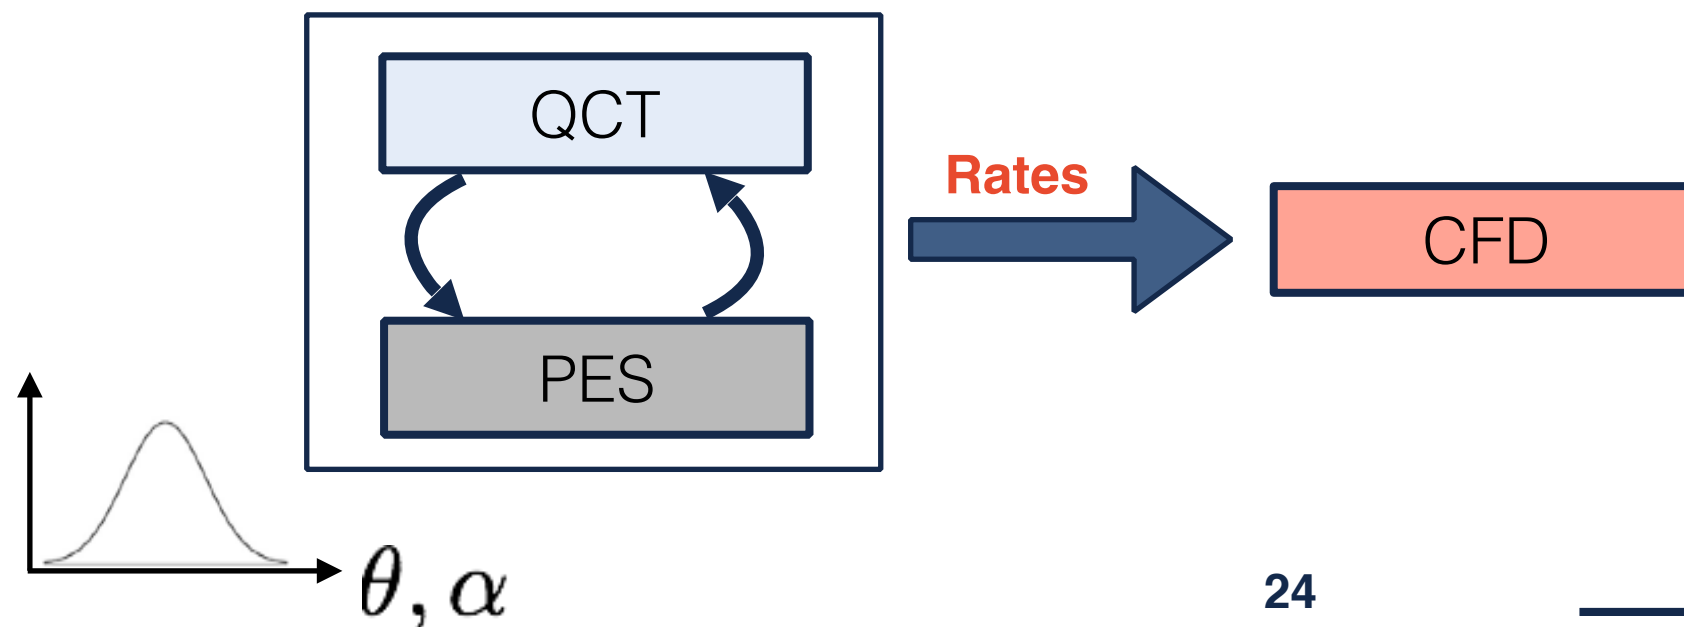 QCT
Rates
CFD
PES
θ, α
24